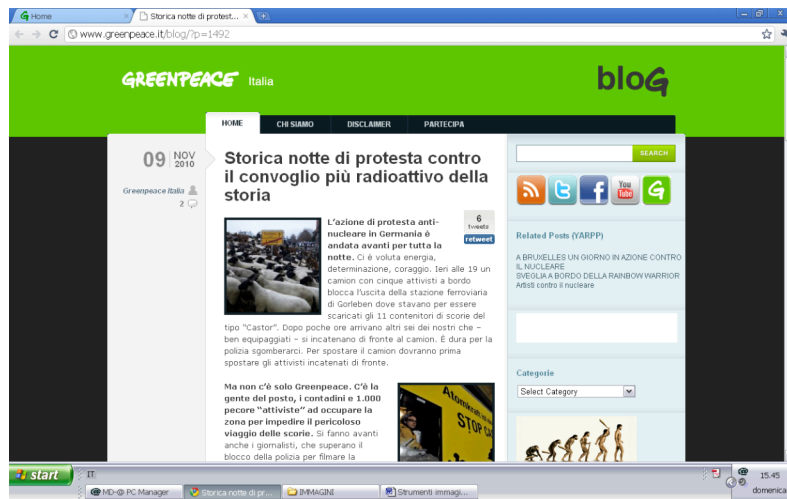 Home
Storica notte di protest...
www.greenpeace.it/blog/?p=1492
GREENPEACE Italia
bloG
HOME CHI SIAMO DISCLAIMER PARTECIPA
09 NOV 2010
Greenpeace Italia
2
Storica notte di protesta contro
il convoglio più radioattivo della
storia
6
tweets
retweet
L'azione di protesta anti-
nucleare in Germania è
andata avanti per tutta la
notte. Ci è voluta energia,
determinazione, coraggio. Ieri alle 19 un
camion con cinque attivisti a bordo
blocca l'uscita della stazione ferroviaria
di Gorleben dove stavano per essere
scaricati gli 11 contenitori di scorie del
tipo "Castor". Dopo poche ore arrivano altri sei dei nostri che –
ben equipaggiati – si incatenano di fronte al camion. È dura per la
polizia sgomberarci. Per spostare il camion dovranno prima
spostare gli attivisti incatenati di fronte.
Ma non c'è solo Greenpeace. C'è la
gente del posto, i contadini e 1.000
pecore "attiviste" ad occupare la
zona per impedire il pericoloso
viaggio delle scorie. Si fanno avanti
anche i giornalisti, che superano il
blocco della polizia per filmare la
STOP
SEARCH
You
Tube
Related Posts (YARPP)
A BRUXELLES UN GIORNO IN AZIONE CONTRO
IL NUCLEARE
SVEGLIA A BORDO DELLA RAINBOW WARRIOR
Artisti contro il nucleare
Categorie
Select Category
start
IT
MD-@ PC Manager
Storica notte di pr...
IMMAGINI
Strumenti immagi...
15.45
domenica